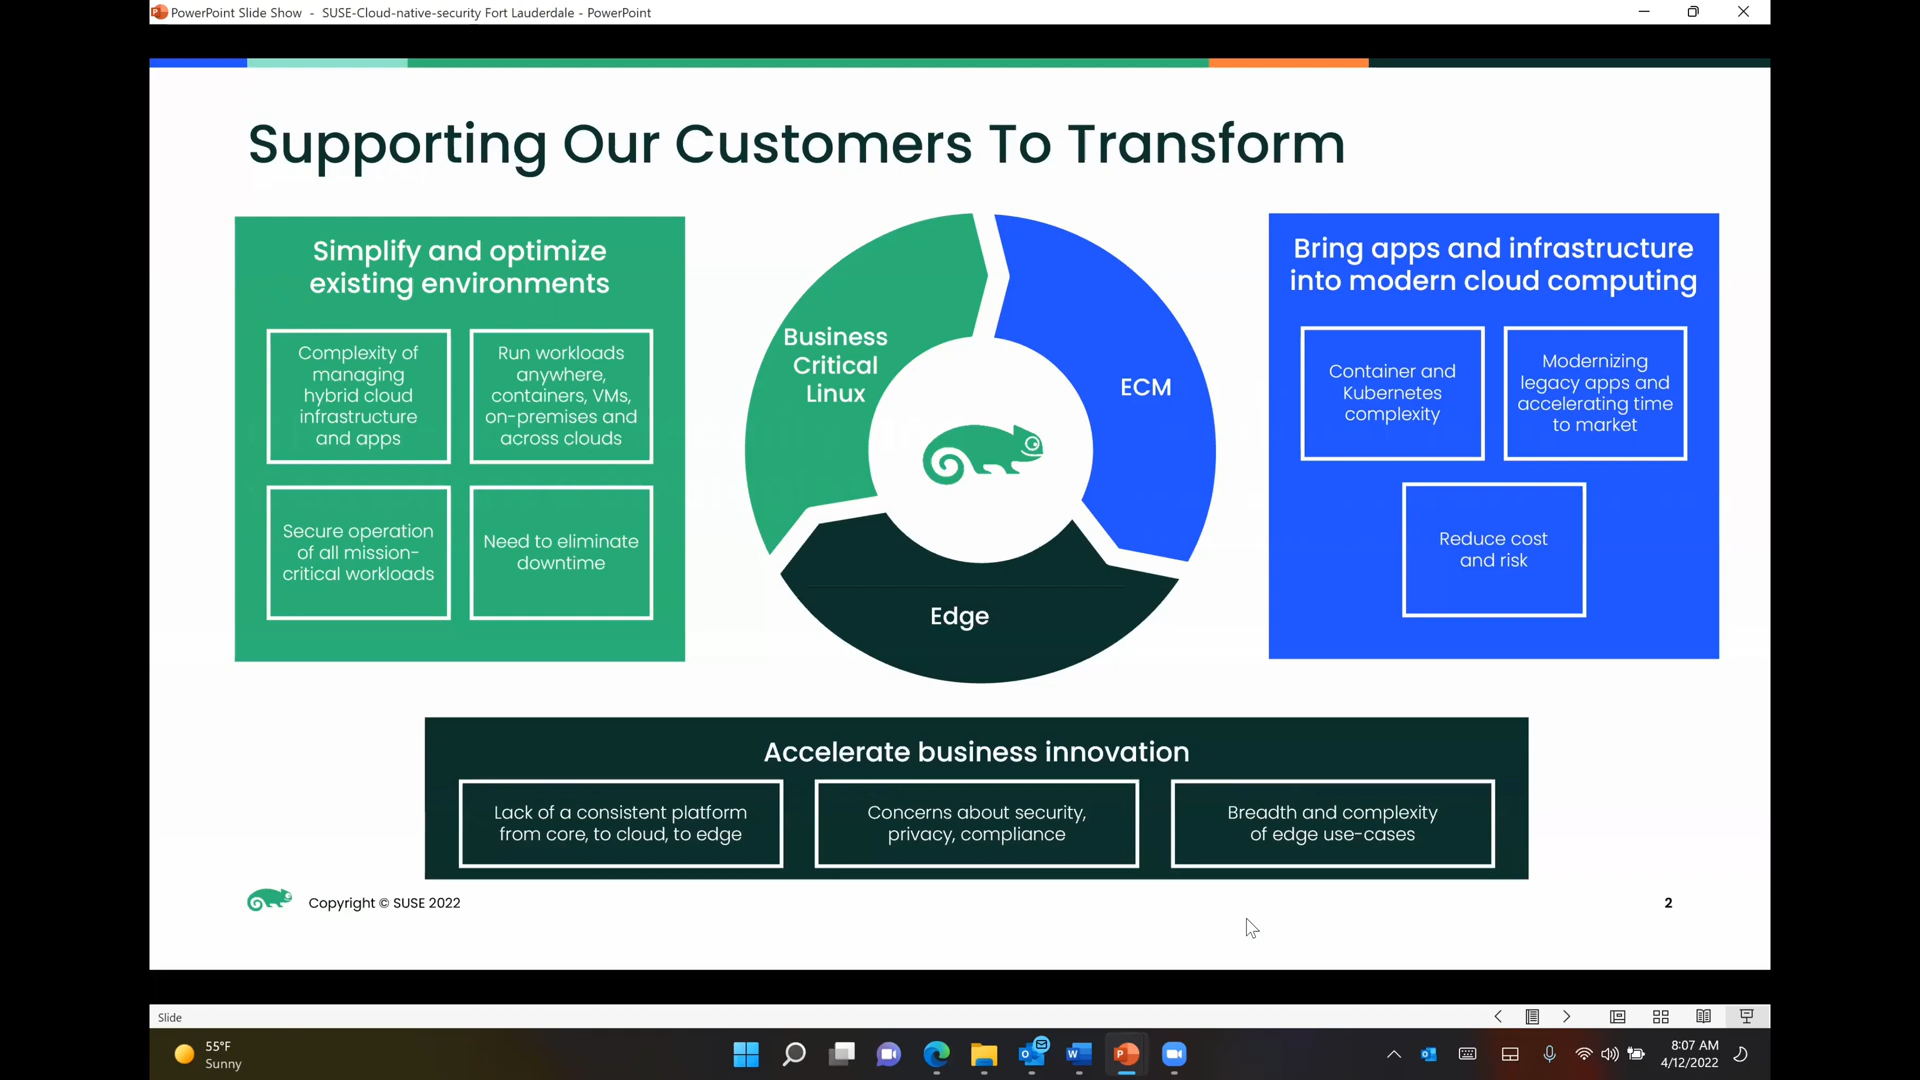 PowerPoint Slide Show - SUSE-Cloud-native-security Fort Lauderdale - PowerPoint
Supporting Our Customers To Transform
Simplify and optimize
existing environments
Complexity of
managing
hybrid cloud
infrastructure
and apps
Run workloads
anywhere,
containers, VMs,
on-premises and
across clouds
Secure operation
of all mission-
critical workloads
Need to eliminate
downtime
Business
Critical
Linux
ECM
Edge
Bring apps and infrastructure
into modern cloud computing
Container and
Kubernetes
complexity
Modernizing
legacy apps and
accelerating time
to market
Reduce cost
and risk
Accelerate business innovation
Lack of a consistent platform
from core, to cloud, to edge
Concerns about security,
privacy, compliance
Breadth and complexity
of edge use-cases
Copyright © SUSE 2022
2
Slide
55°F
Sunny
8:07 AM
4/12/2022